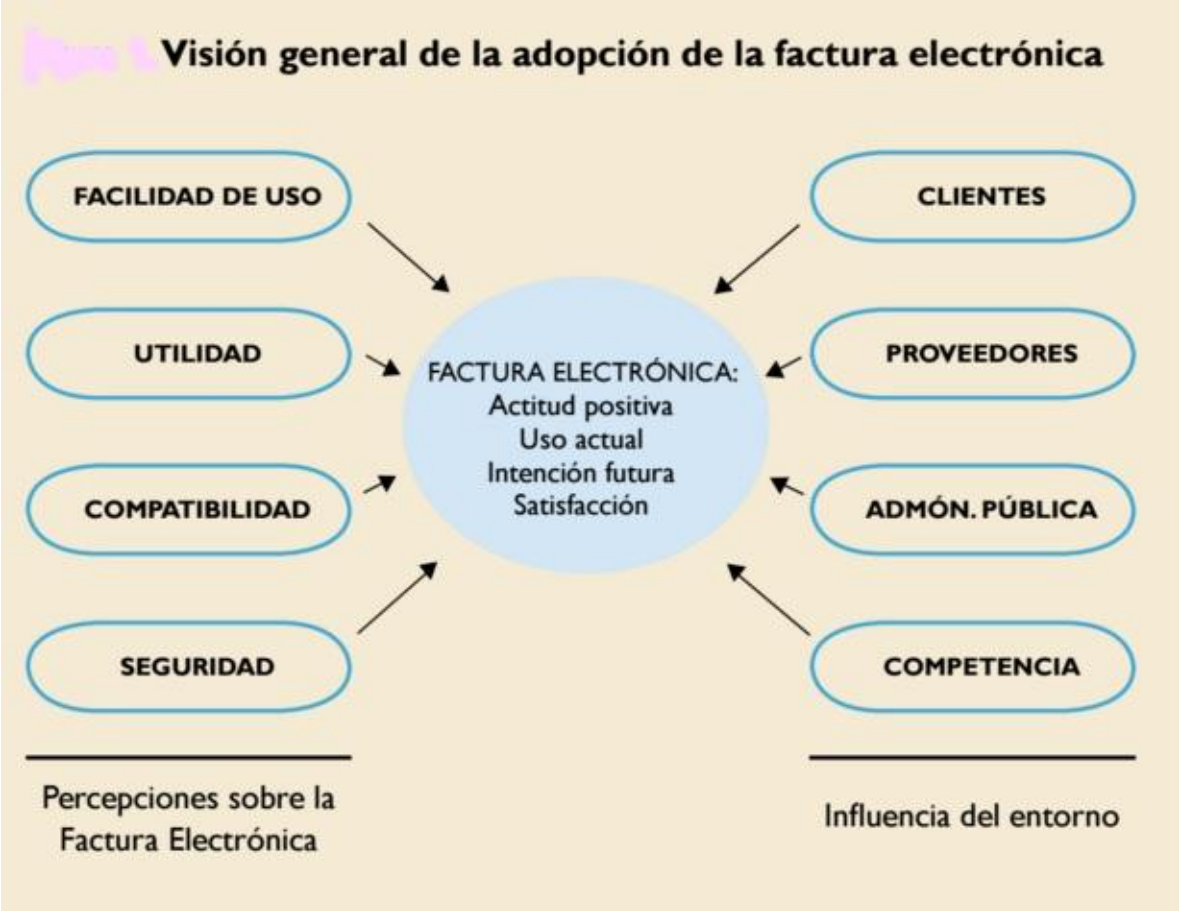 Visión general de la adopción de la factura electrónica
FACILIDAD DE USO
UTILIDAD
COMPATIBILIDAD
SEGURIDAD
Percepciones sobre la
Factura Electrónica
FACTURA ELECTRÓNICA:
Actitud positiva
Uso actual
Intención futura
Satisfacción
CLIENTES
PROVEEDORES
ADMÓN. PÚBLICA
COMPETENCIA
Influencia del entorno